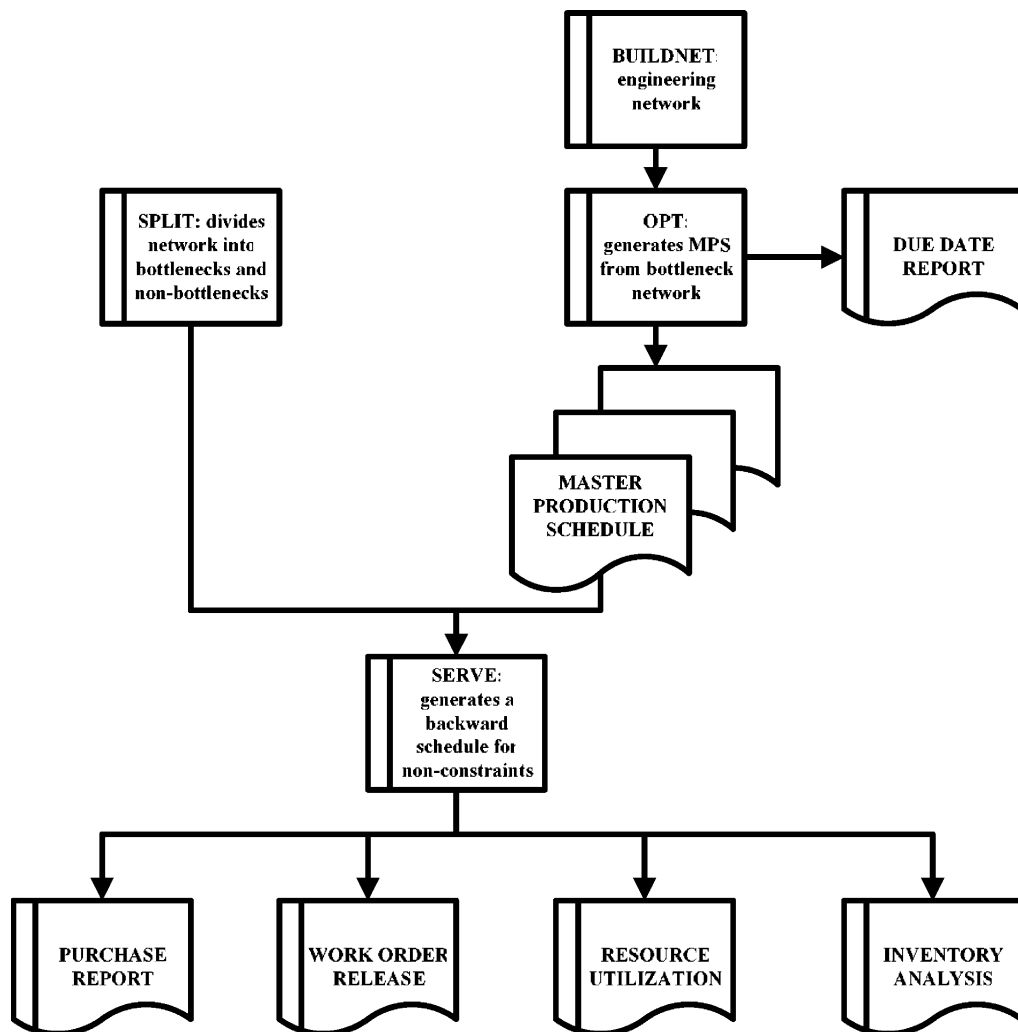 BUILDNET:
engineering
network
SPLIT: divides
network into
bottlenecks and
non-bottlenecks
OPT:
generates MPS
from bottleneck
network
DUE DATE
REPORT
MASTER
PRODUCTION
SCHEDULE
SERVE:
generates a
backward
schedule for
non-constraints
PURCHASE
REPORT
WORK ORDER
RELEASE
RESOURCE
UTILIZATION
INVENTORY
ANALYSIS